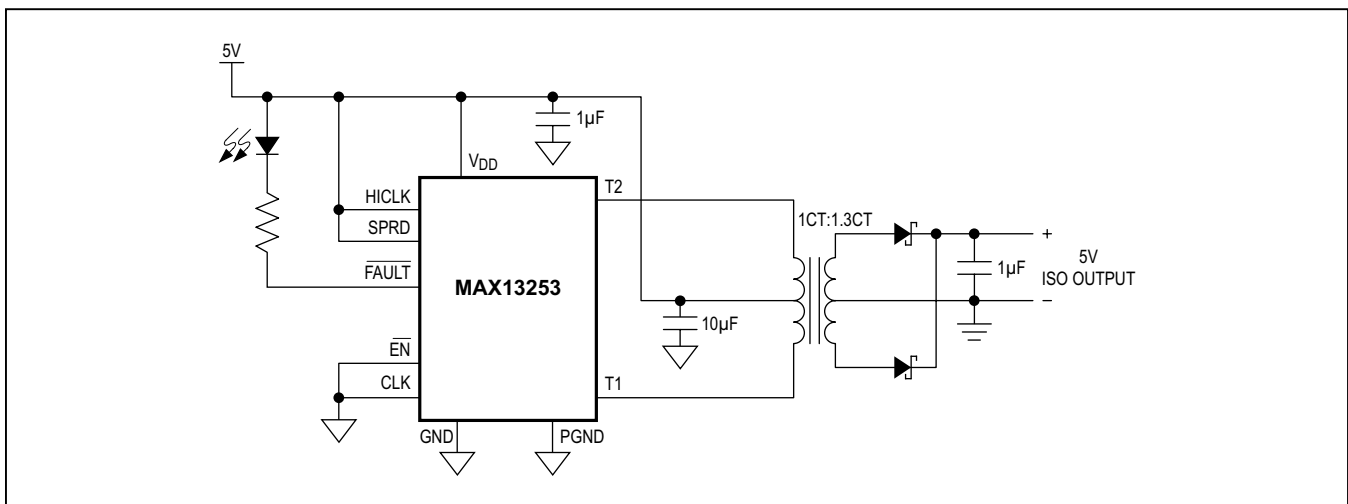 5V
1µF
VDD
HICLK
SPRD
FAULT
EN
CLK
MAX13253
T2
T1
GND
PGND
10µF
1CT:1.3CT
1µF
+
5V
ISO OUTPUT
−